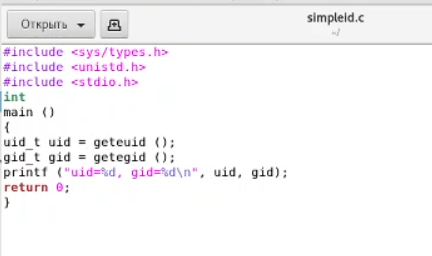 Открыть
simpleid.c
~/
#include <sys/types.h>
#include <unistd.h>
#include <stdio.h>
int
main ()
{
uid_t uid = geteuid ();
gid_t gid = getegid ();
printf ("uid=%d, gid=%d\n", uid, gid);
return 0;
}